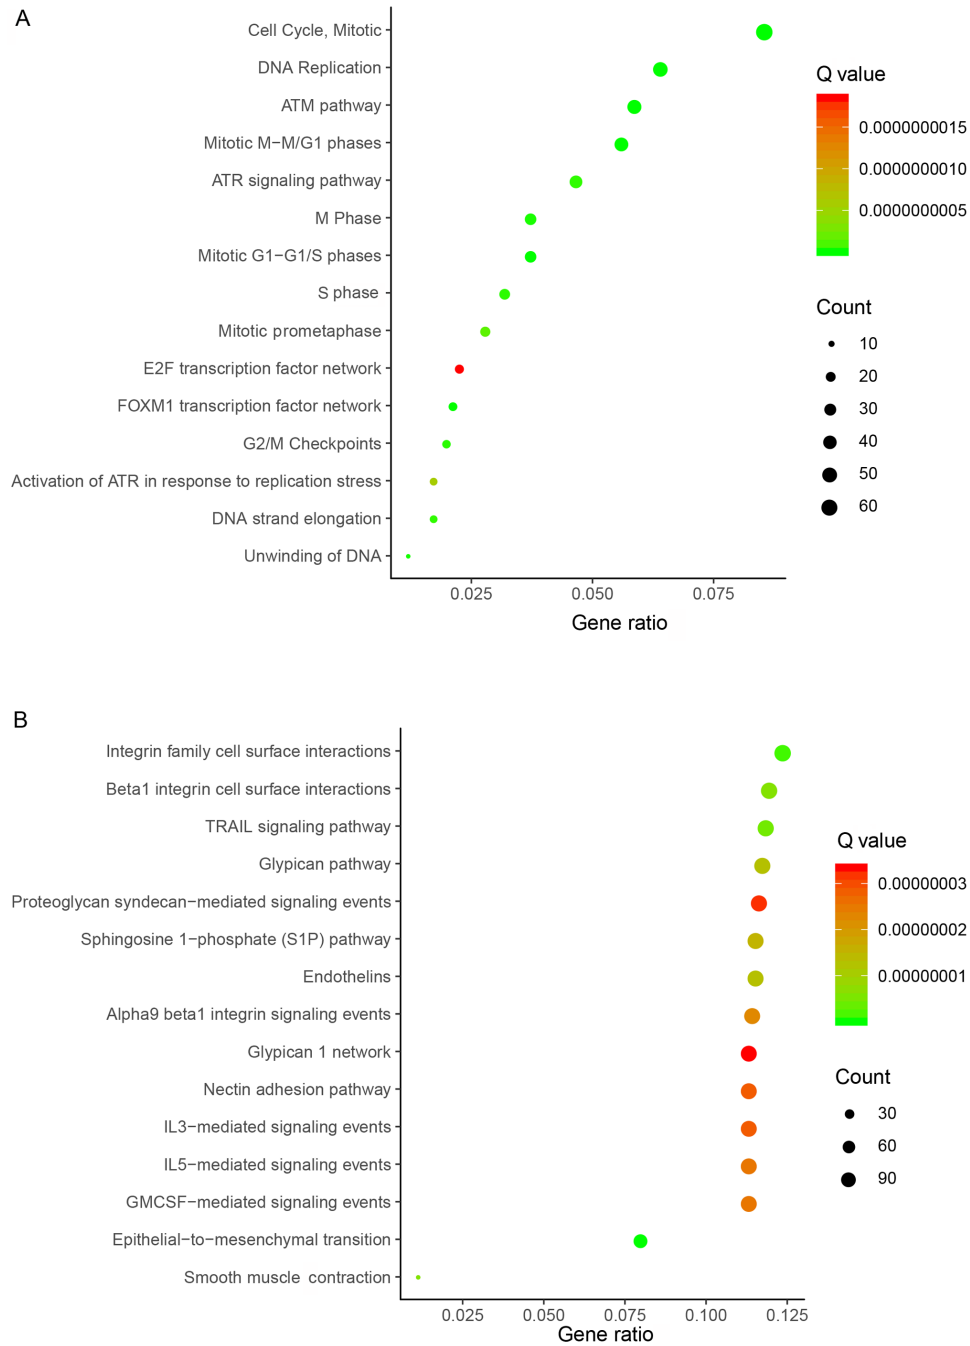 A
Cell Cycle, Mitotic
DNA Replication
ATM pathway
Mitotic M−M/G1 phases
ATR signaling pathway
M Phase
Mitotic G1−G1/S phases
S phase
Mitotic prometaphase
E2F transcription factor network
FOXM1 transcription factor network
G2/M Checkpoints
Activation of ATR in response to replication stress
DNA strand elongation
Unwinding of DNA
0.025 0.050 0.075
Gene ratio
Q value
0.0000000015
0.0000000010
0.0000000005
Count
10
20
30
40
50
60
B
Integrin family cell surface interactions
Beta1 integrin cell surface interactions
TRAIL signaling pathway
Glypican pathway
Proteoglycan syndecan−mediated signaling events
Sphingosine 1−phosphate (S1P) pathway
Endothelins
Alpha9 beta1 integrin signaling events
Glypican 1 network
Nectin adhesion pathway
IL3−mediated signaling events
IL5−mediated signaling events
GMCSF−mediated signaling events
Epithelial−to−mesenchymal transition
Smooth muscle contraction
0.025 0.050 0.075 0.100 0.125
Gene ratio
Q value
0.00000003
0.00000002
0.00000001
Count
30
60
90